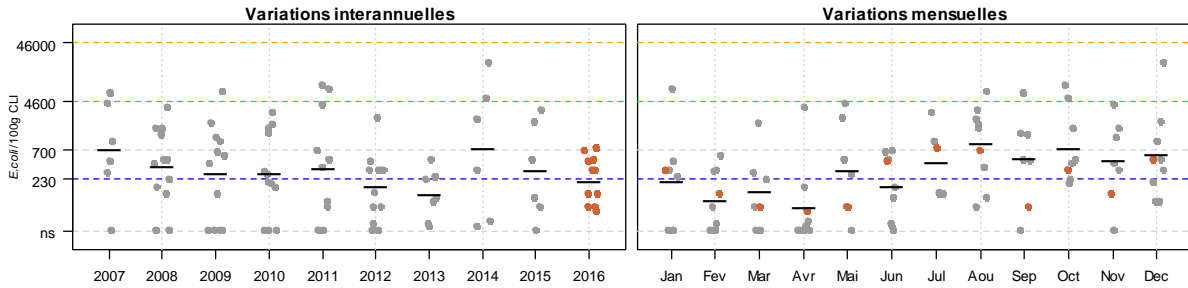 Variations interannuelles
E.coli/100g CLI
46000
4600
700
230
ns
2007 2008 2009 2010 2011 2012 2013 2014 2015 2016
Variations mensuelles
Jan Fev Mar Avr Mai Jun Jul Aou Sep Oct Nov Dec